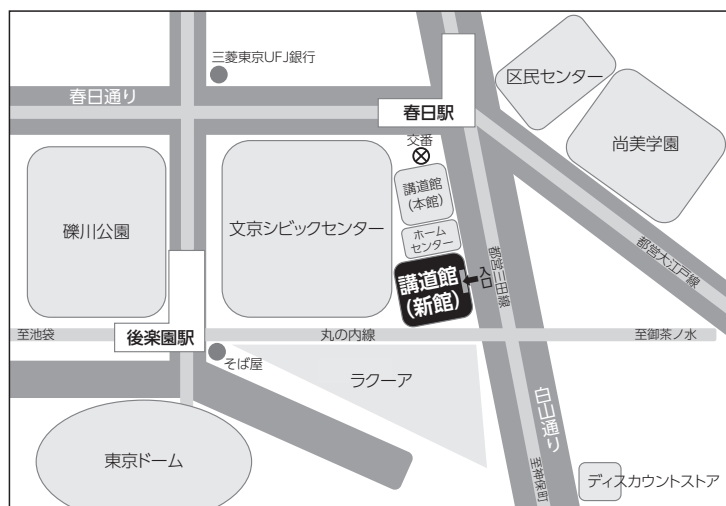 三菱東京UFJ銀行
春日通り
春日駅
区民センター
尚美学園
交番
講道館
(本館)
ホーム
センター
礫川公園
文京シビックセンター
講道館
(新館)
入口
都営三田線
都営大江戸線
至池袋
後楽園駅
丸の内線
至御茶ノ水
そば屋
ラクーア
白山通り
東京ドーム
至神保町
ディスカウントストア